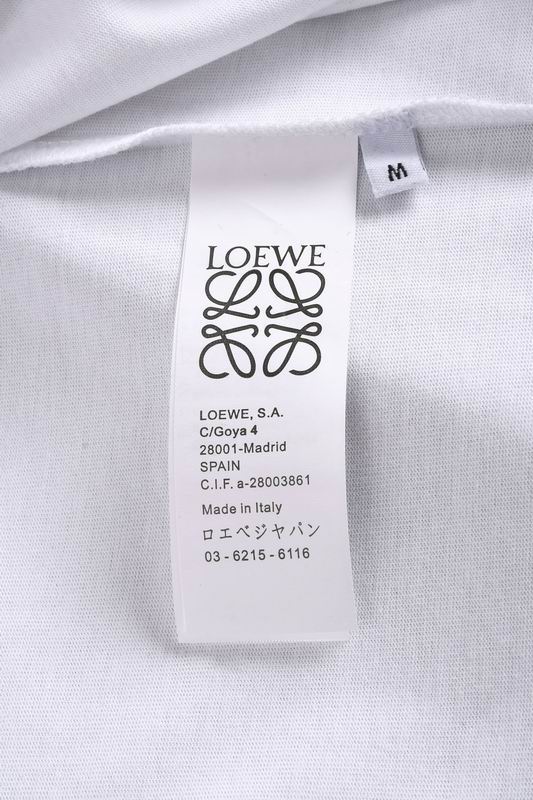 M
LOEWE
LOEWE, S.A.
C/Goya 4
28001-Madrid
SPAIN
C.I.F. a-28003861
Made in Italy
ロエベジヤパン
03 - 6215 - 6116